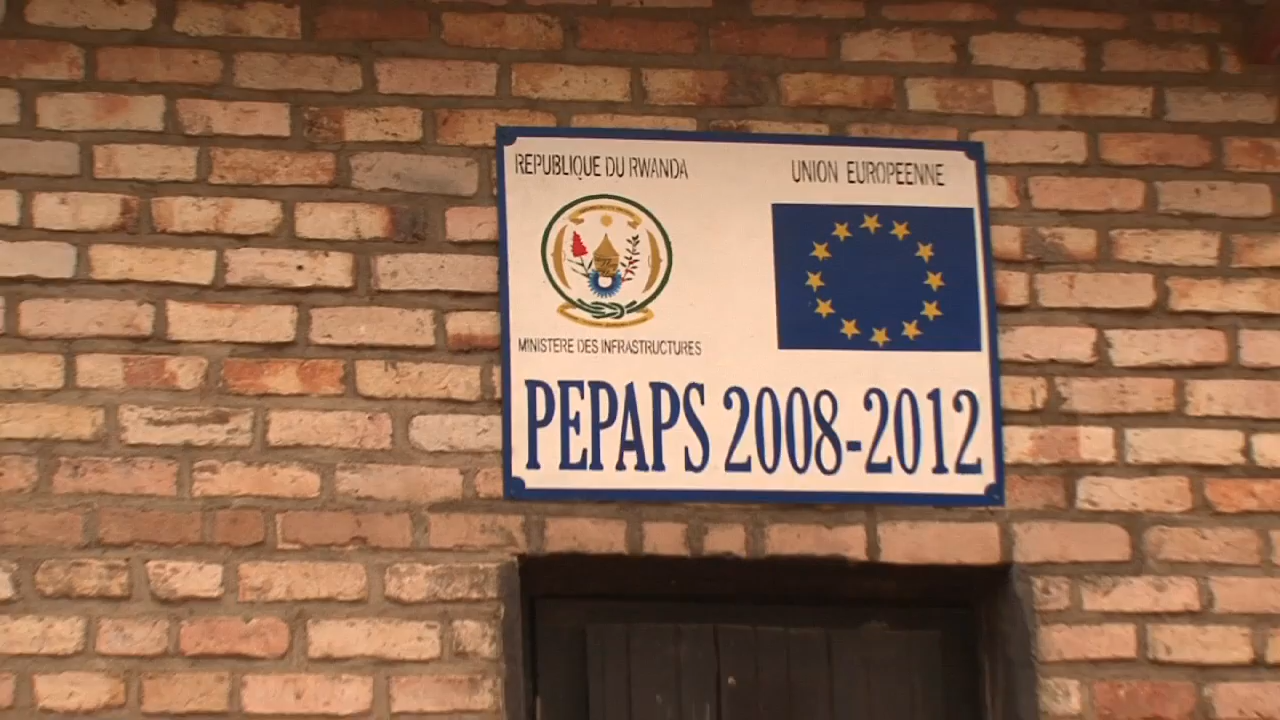 REPUBLIQUE DU RWANDA
UNION EUROPEENNE
MINISTERE DES INFRASTRUCTURES
PEPAPS 2008-2012